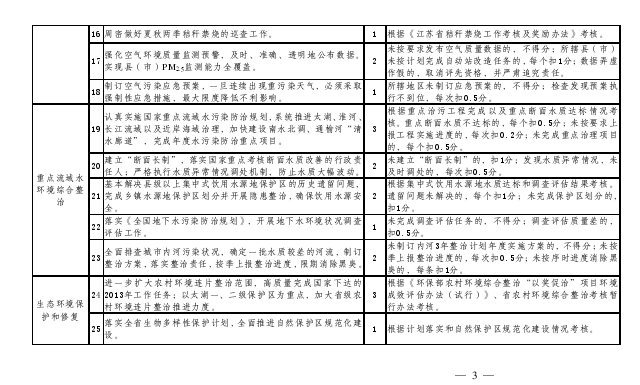 16 周密做好夏秋两季秸秆禁烧的巡查工作。 1 根据《江苏省秸秆禁烧工作考核及奖励办法》考核。
17 强化空气环境质量监测预警，及时、准确、透明地公布数据，
实现县（市）PM2.5监测能力全覆盖。
2 未按要求发布空气质量数据的，不得分；所辖县（市）
未按计划完成自动站改造任务的，每个扣1分；数据弄虚
作假的，取消评先资格，并严肃追究责任。
18 制订空气污染应急预案，一旦连续出现重污染天气，必须采取
强制性应急措施，最大限度降低不利影响。
1 所辖地区未制订应急预案的，不得分；检查发现预案执
行不到位，每次扣0.5分。
重点流域水
环境综合整
治
19 认真实施国家重点流域水污染防治规划，系统推进太湖、淮河、
长江流域以及近岸海域治理，加快建设南水北调、通榆河“清
水廊道”，完成年度水污染防治重点项目。
3 根据重点治污工程完成以及重点断面水质达标情况考
核。重点断面水质不达标的，每个扣0.5分；未按要求上
报工程实施进度的，每次扣0.2分；未完成重点治理项目
的，每个扣0.5分。
20 建立“断面长制”，落实国家重点考核断面水质改善的行政责
任人；严格执行水质异常情况调处机制，防止水质大幅波动。
2 未建立“断面长制”的，扣1分；发现水质异常情况，未
及时调处的，每次扣0.5分。
21 基本解决县级以上集中式饮用水源地保护区的历史遗留问题，
完成乡镇水源地保护区划分并开展隐患整治，确保饮用水源安
全。
2 根据集中式饮用水源地水质达标和调查评估结果考核。
遗留问题未解决的，每个扣1分；未完成保护区划分的，
扣1分。
22 落实《全国地下水污染防治规划》，开展地下水环境状况调查
评估工作。
1 未完成调查评估任务的，不得分；调查评估质量差的，
扣0.5分。
23 全面排查城市内河污染状况，确定一批水质较差的河流，制订
整治方案，落实整治责任，按季上报整治进度，限期消除黑臭。
2 未制订内河3年整治计划年度实施方案的，不得分；未按
季上报整治进度的，每次扣0.5分；未按序时进度消除黑
臭的，每条扣1分。
生态环境保
护和修复
24 进一步扩大农村环境连片整治范围，高质量完成国家下达的
2013年工作任务；以太湖一、二级保护区为重点，加大省级农
村环境连片整治推进力度。
3 根据《环保部农村环境综合整治“以奖促治”项目环境
成效评估办法（试行）》、省农村环境综合整治考核暂
行办法考核。
25 落实全省生物多样性保护计划，全面推进自然保护区规范化建
设。
1 根据计划落实和自然保护区规范化建设情况考核。
— 3 —